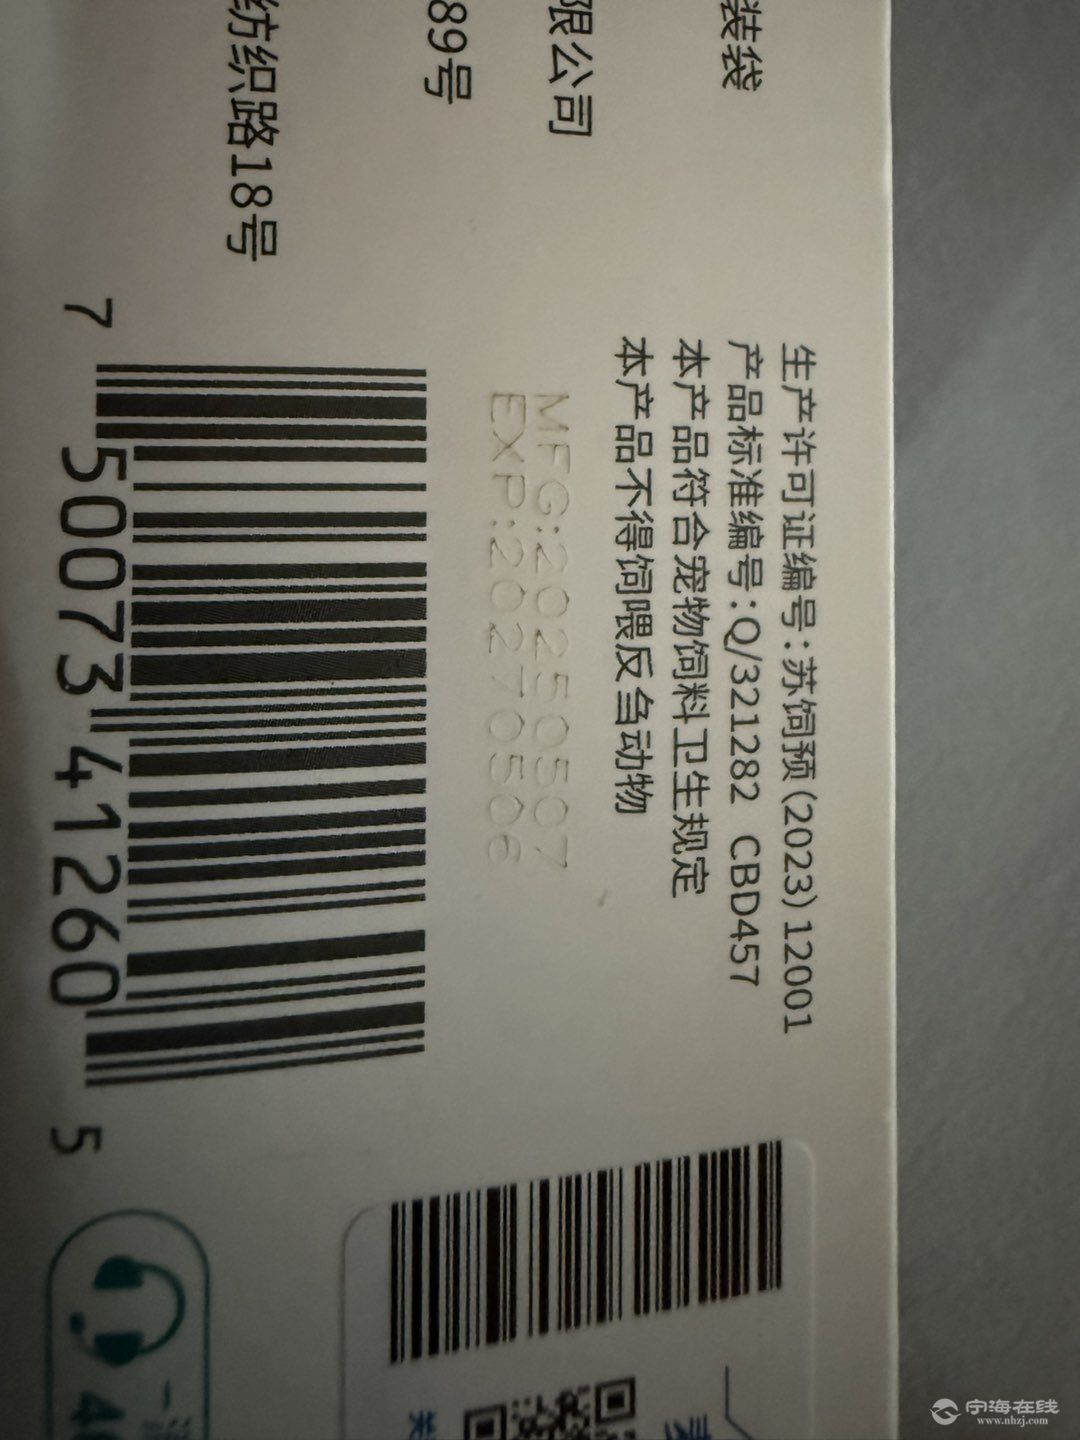 装袋
限公司
89号
纺织路18号
生产许可证编号:苏饲预(2023)12001
产品标准编号:Q/321282 CBD457
本产品符合宠物饲料卫生规定
本产品不得饲喂反刍动物
MFG:20250507
EXP:20270506
7 50073 41260 5
宁海在线
www.nhzj.com